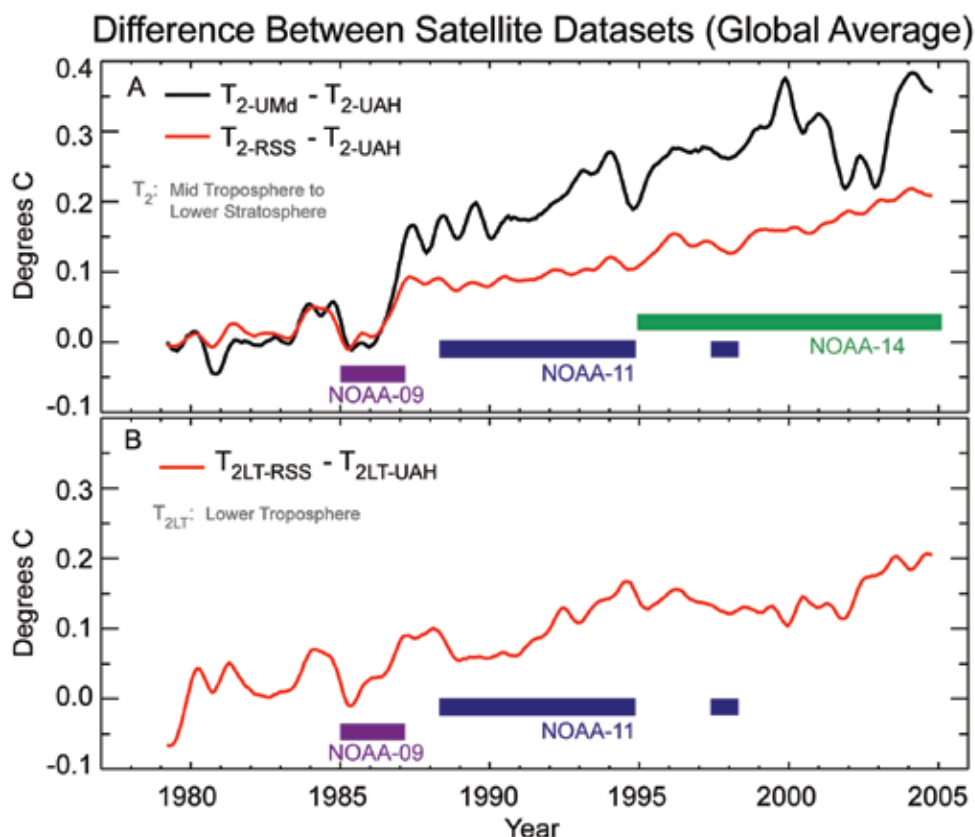 Difference Between Satellite Datasets (Global Average)
A
T2-UMd - T2-UAH
T2-RSS - T2-UAH
T2: Mid Troposphere to
Lower Stratosphere
Degrees C
0.4
0.3
0.2
0.1
0.0
-0.1
NOAA-09
NOAA-11
NOAA-14
B
T2LT-RSS - T2LT-UAH
T2LT: Lower Troposphere
Degrees C
0.3
0.2
0.1
0.0
-0.1
NOAA-09
NOAA-11
1980 1985 1990 1995 2000 2005
Year